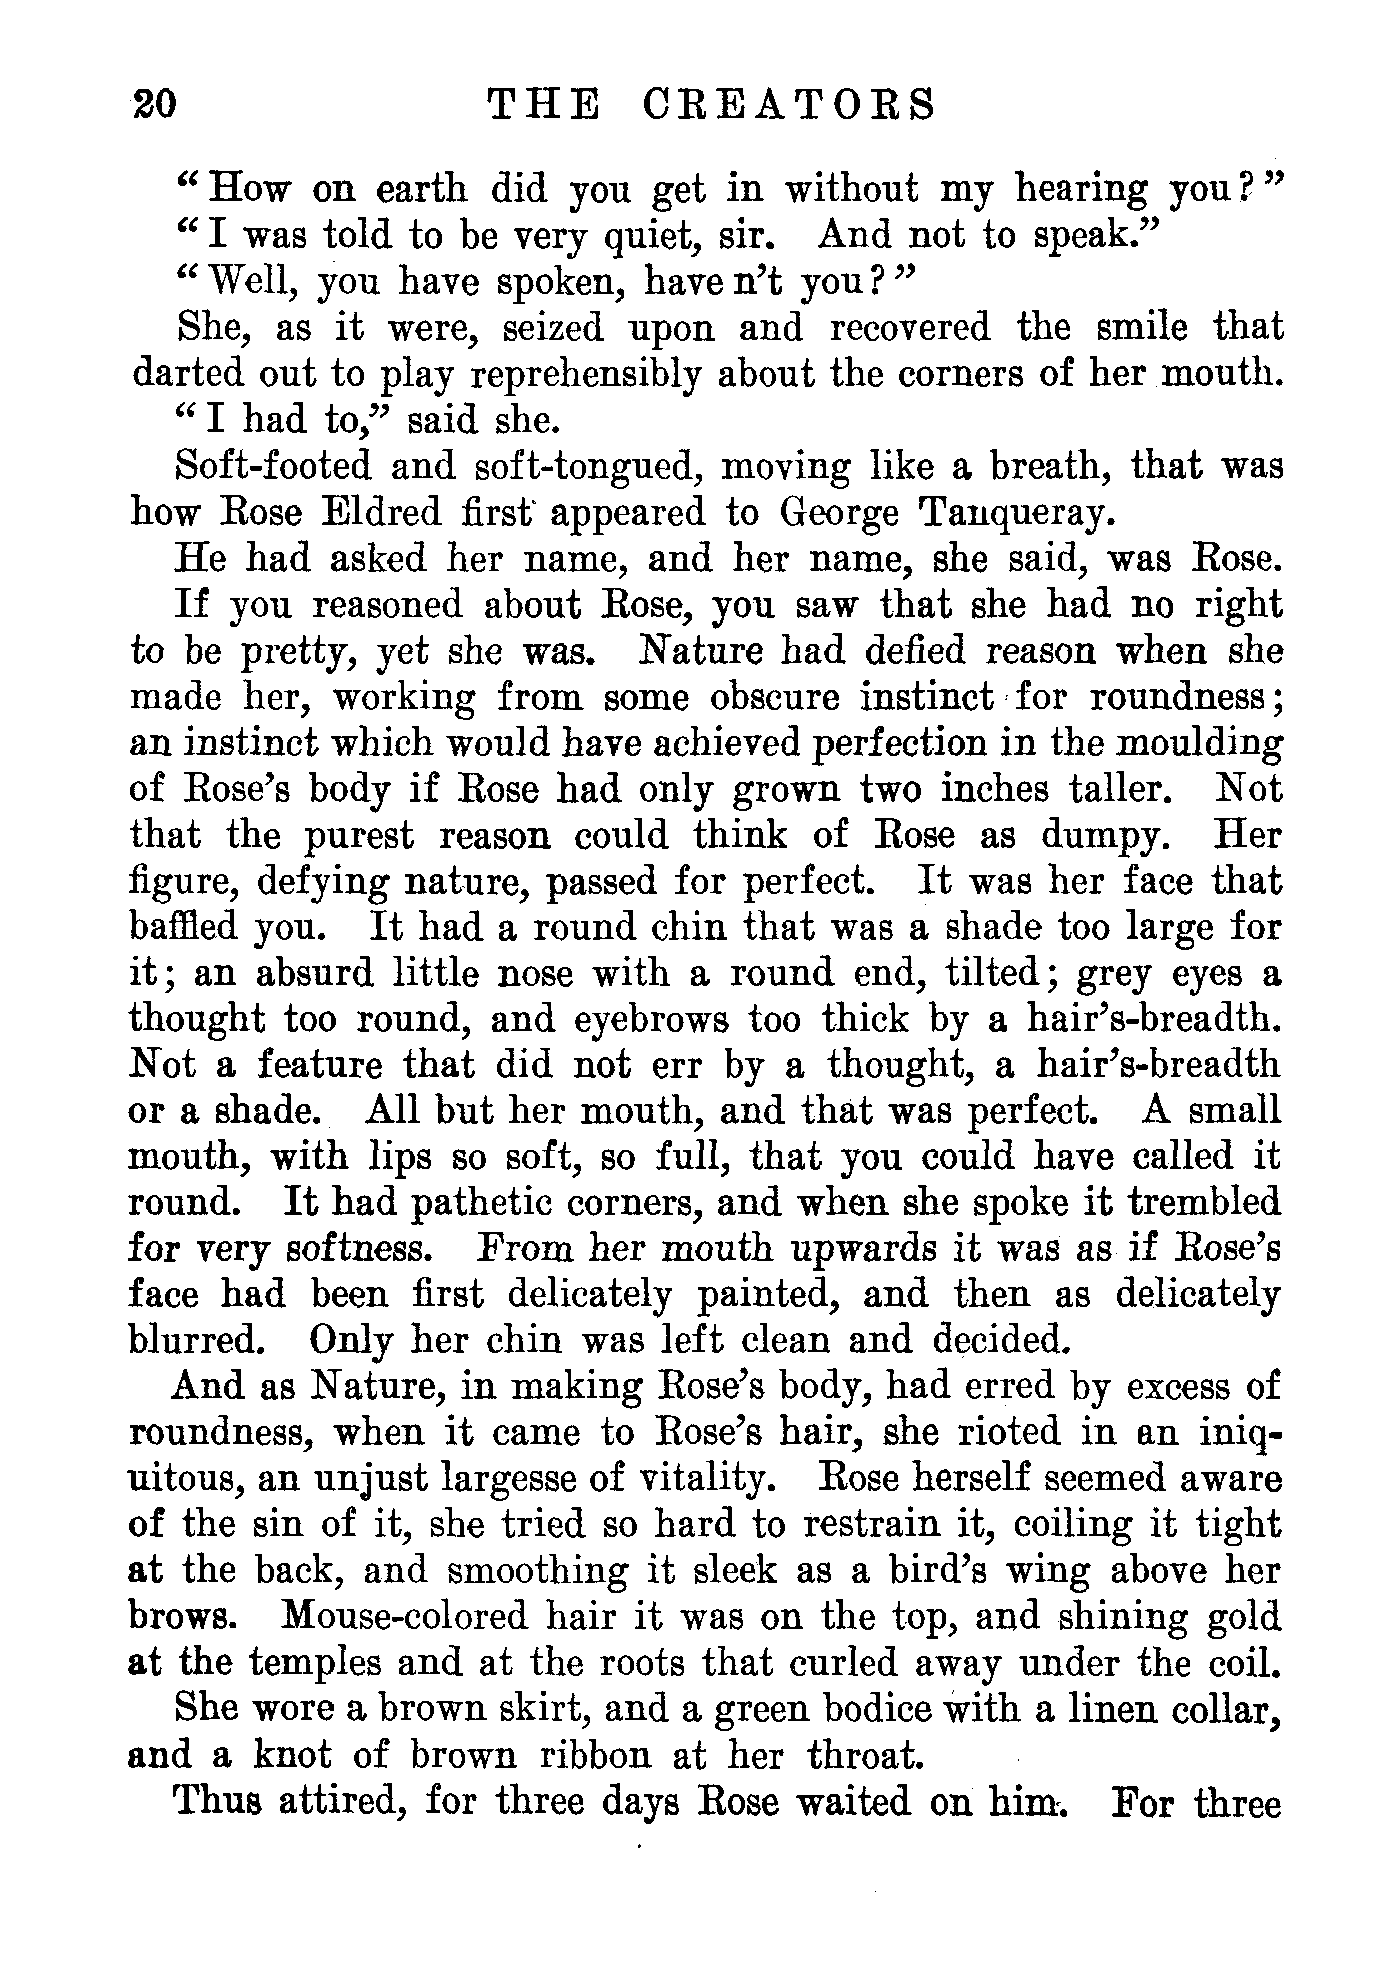 20 THE CREATORS
"How on earth did you get in without my hearing you?"
"I was told to be very quiet, sir. And not to speak."
"Well, you have spoken, have n't you?"
She, as it were, seized upon and recovered the smile that
darted out to play reprehensibly about the corners of her mouth.
"I had to," said she.
Soft-footed and soft-tongued, moving like a breath, that was
how Rose Eldred first appeared to George Tanqueray.
He had asked her name, and her name, she said, was Rose.
If you reasoned about Rose, you saw that she had no right
to be pretty, yet she was. Nature had defied reason when she
made her, working from some obscure instinct for roundness;
an instinct which would have achieved perfection in the moulding
of Rose's body if Rose had only grown two inches taller. Not
that the purest reason could think of Rose as dumpy. Her
figure, defying nature, passed for perfect. It was her face that
baffled you. It had a round chin that was a shade too large for
it; an absurd little nose with a round end, tilted; grey eyes a
thought too round, and eyebrows too thick by a hair's-breadth.
Not a feature that did not err by a thought, a hair's-breadth
or a shade. All but her mouth, and that was perfect. A small
mouth, with lips so soft, so full, that you could have called it
round. It had pathetic corners, and when she spoke it trembled
for very softness. From her mouth upwards it was as if Rose's
face had been first delicately painted, and then as delicately
blurred. Only her chin was left clean and decided.
And as Nature, in making Rose's body, had erred by excess of
roundness, when it came to Rose's hair, she rioted in an iniq-
uitous, an unjust largesse of vitality. Rose herself seemed aware
of the sin of it, she tried so hard to restrain it, coiling it tight
at the back, and smoothing it sleek as a bird's wing above her
brows. Mouse-colored hair it was on the top, and shining gold
at the temples and at the roots that curled away under the coil.
She wore a brown skirt, and a green bodice with a linen collar,
and a knot of brown ribbon at her throat.
Thus attired, for three days Rose waited on him. For three